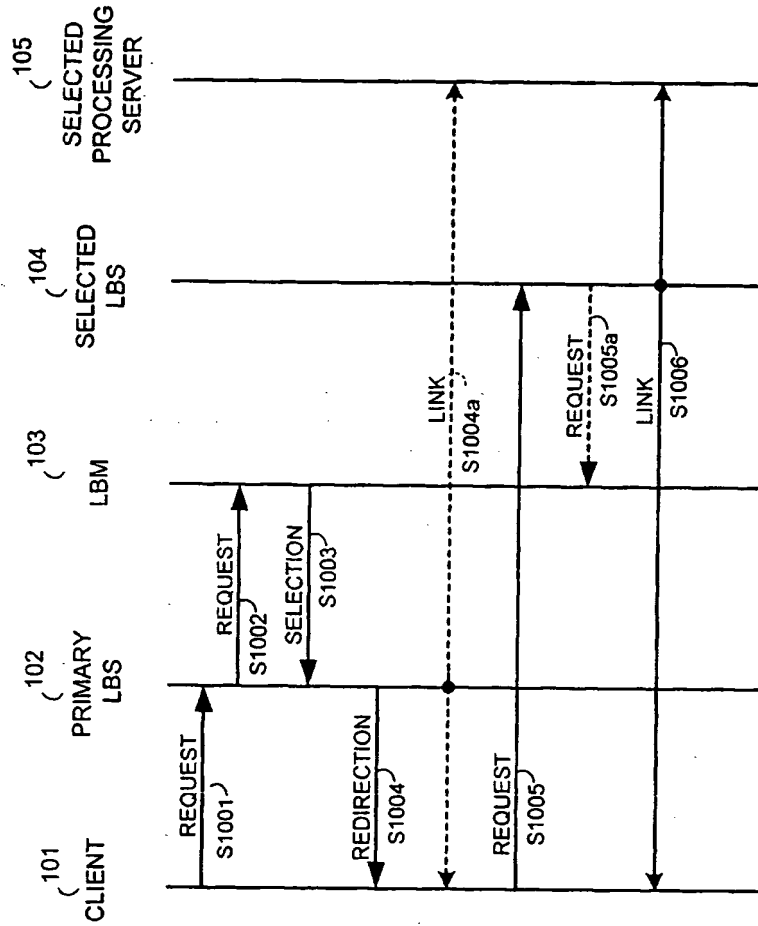 101
CLIENT
102
PRIMARY
LBS
103
LBM
104
SELECTED
LBS
105
SELECTED
PROCESSING
SERVER
REQUEST
S1001
REQUEST
S1002
SELECTION
S1003
REDIRECTION
S1004
LINK
S1004a
REQUEST
S1005
REQUEST
S1005a
LINK
S1006